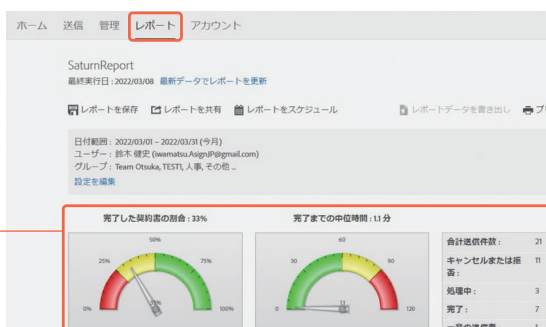 ホーム 送信 管理 レポート アカウント
SaturnReport
最終実行日 : 2022/03/08 最新データでレポートを更新
レポートを保存 レポートを共有 レポートをスケジュール レポートデータを書き出し プリ
日付範囲 : 2022/03/01 – 2022/03/31 (今月)
ユーザー : 鈴木 健史 (iwamatsu.AsignJP@gmail.com)
グループ : Team Otsuka, TEST1, 人事, その他 ..
設定を編集
完了した契約書の割合 : 33% 完了までの中位時間 : 1.1 分
50% 60
25% 75% 30 90
0% 33% 100% 0 1.1 120
合計送信件数 : 21
キャンセルまたは拒否 : 11
処理中 : 3
完了 : 7